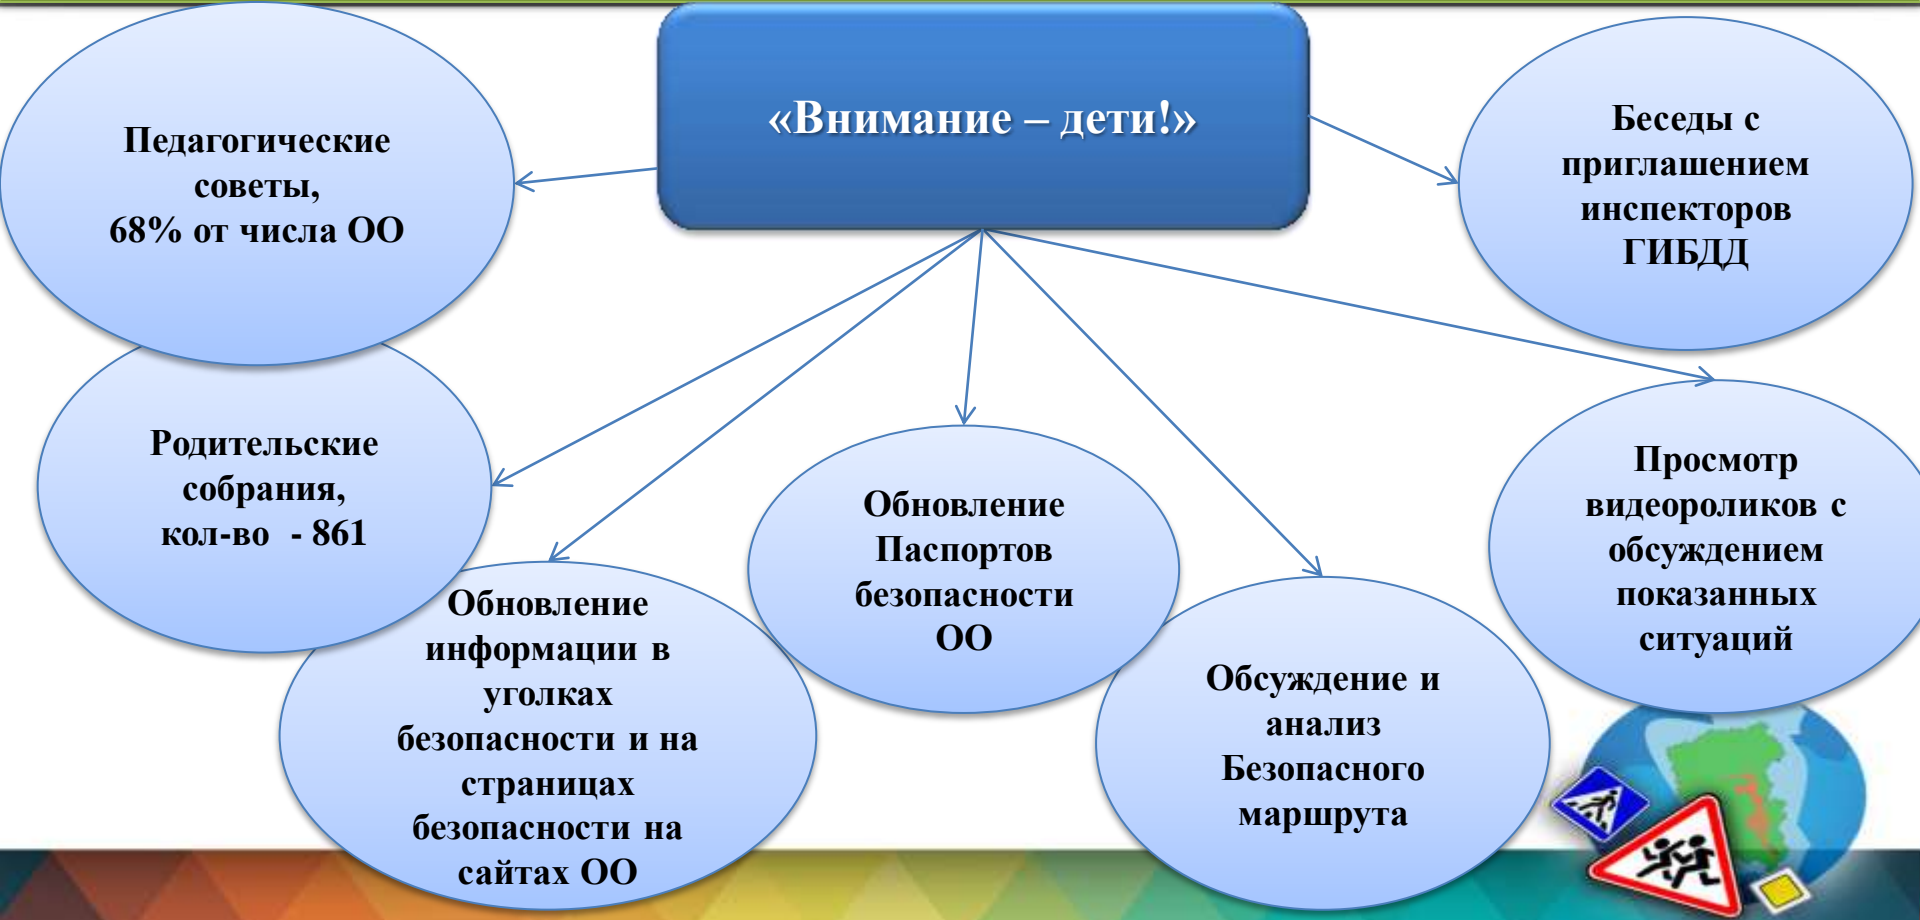 «Внимание – дети!»
Педагогические
советы,
68% от числа ОО
Беседы с
приглашением
инспекторов
ГИБДД
Родительские
собрания,
кол-во - 861
Обновление
информации в
уголках
безопасности и на
страницах
безопасности на
сайтах ОО
Обновление
Паспортов
безопасности
ОО
Обсуждение и
анализ
Безопасного
маршрута
Просмотр
видеороликов с
обсуждением
показанных
ситуаций